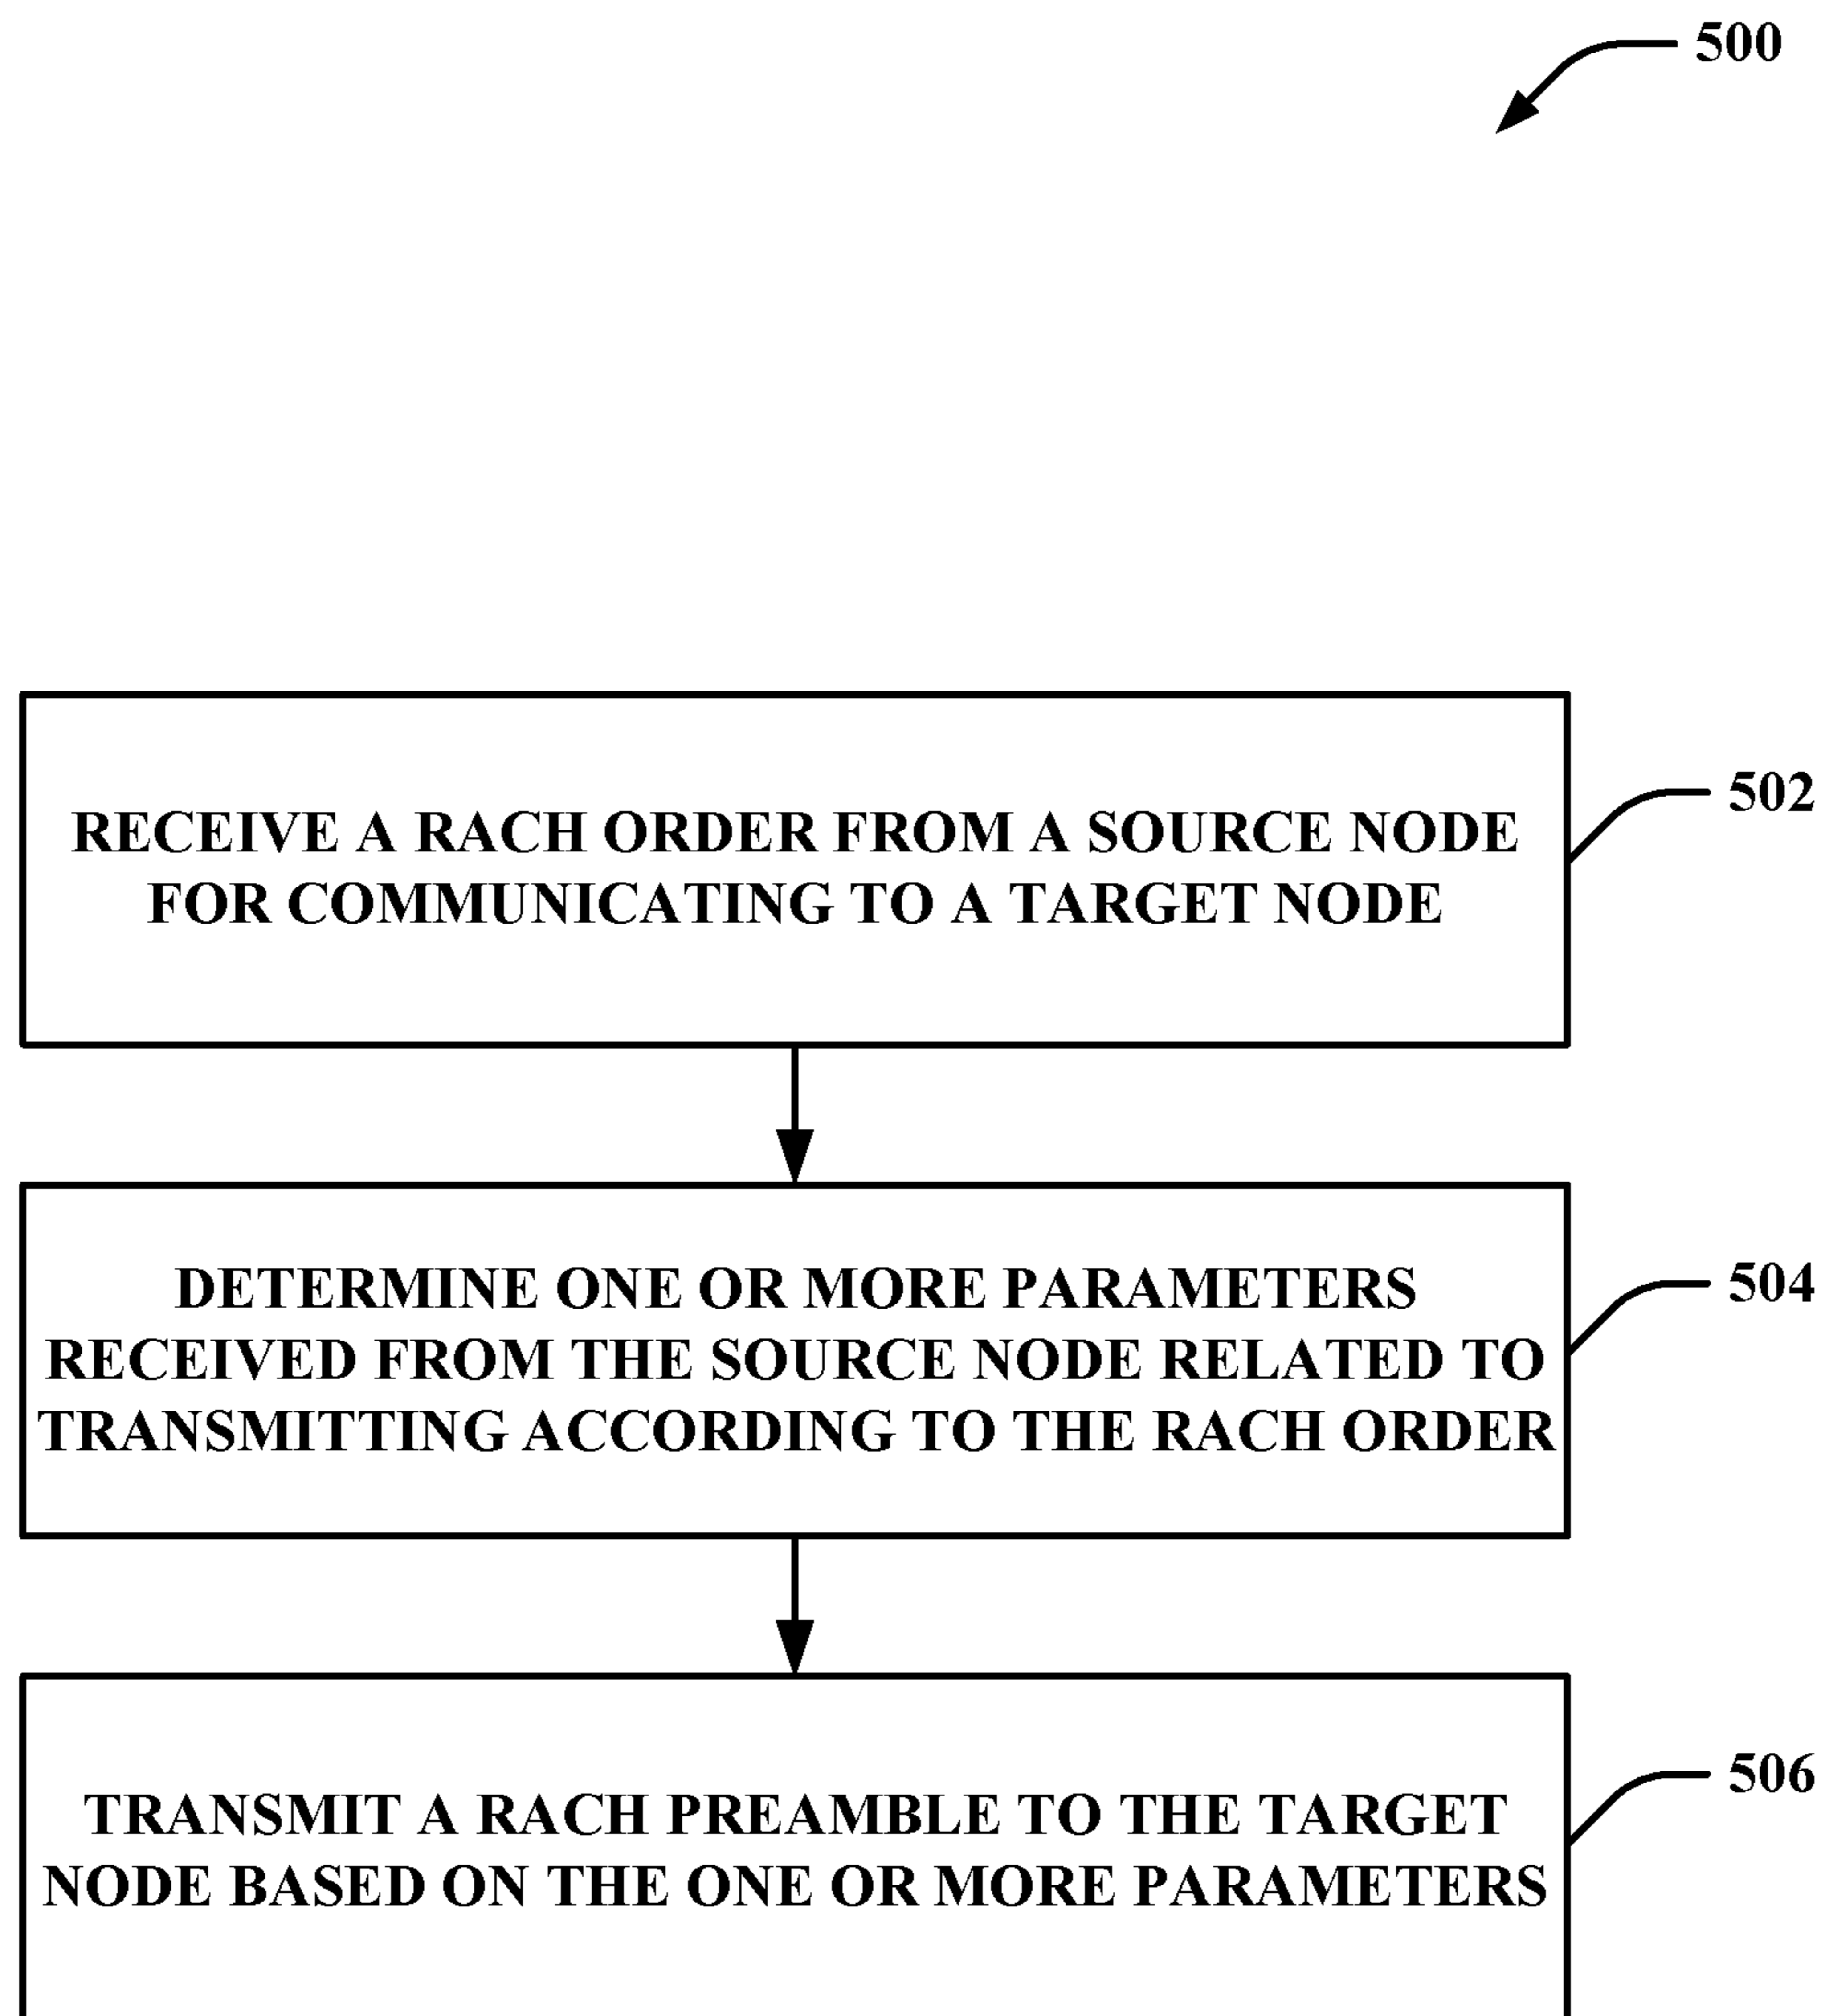 500
RECEIVE A RACH ORDER FROM A SOURCE NODE
FOR COMMUNICATING TO A TARGET NODE
502
DETERMINE ONE OR MORE PARAMETERS
RECEIVED FROM THE SOURCE NODE RELATED TO
TRANSMITTING ACCORDING TO THE RACH ORDER
504
TRANSMIT A RACH PREAMBLE TO THE TARGET
NODE BASED ON THE ONE OR MORE PARAMETERS
506